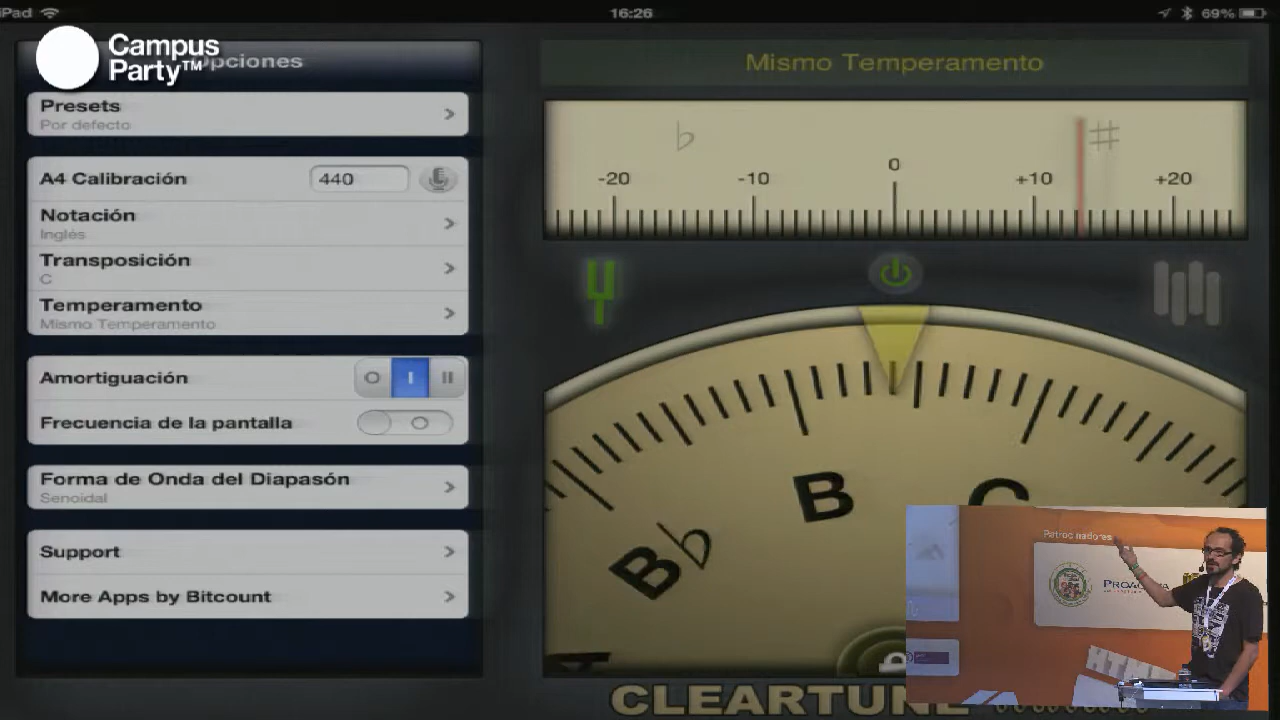 iPad
16:26
69%
Campus
Party™
Opciones
Mismo Temperamento
Presets
Por defecto
A4 Calibración
440
Notación
Inglés
Transposición
C
Temperamento
Mismo Temperamento
Amortiguación
O I II
Frecuencia de la pantalla
O
Forma de Onda del Diapasón
Senoidal
Support
More Apps by Bitcount
♭ ♯
-20 -10 0 +10 +20
B♭ B C
A
CLEARTUNE
Patrocinadores